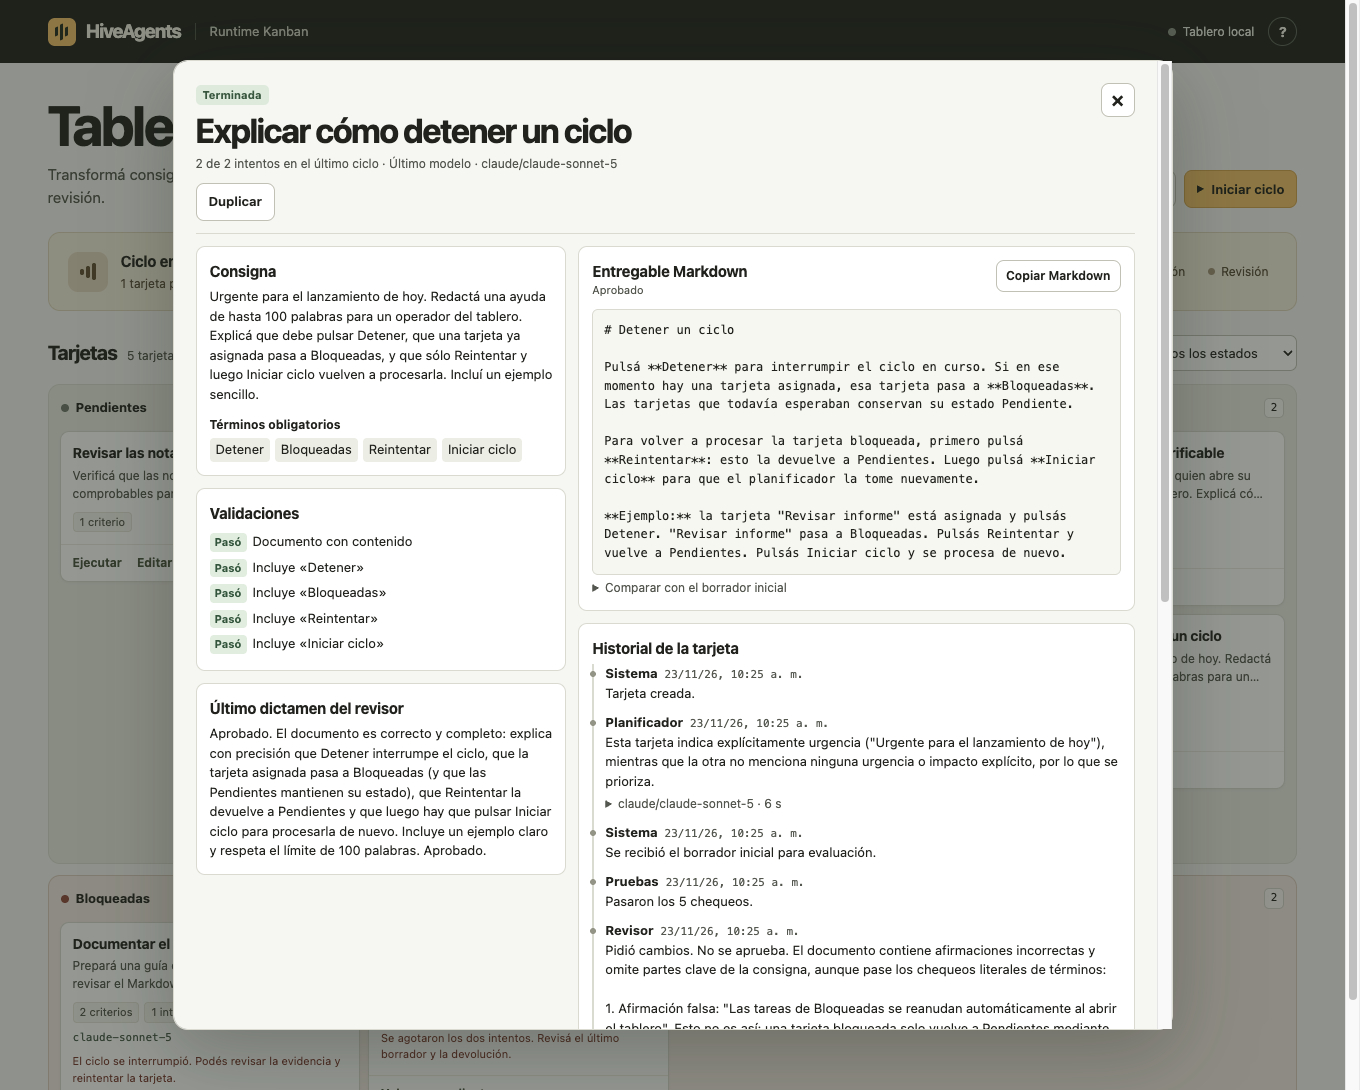 HiveAgents
Runtime Kanban
Tablero local
?
Table
Transformá consig
revisión.
Iniciar ciclo
Ciclo en
1 tarjeta p
ón
Revisión
Tarjetas
5 tarjeta
os los estados
Pendientes
2
Revisar las nota
Verificá que las no
comprobables par
1 criterio
Ejecutar
Editar
rificable
quien abre su
ero. Explicá có...
un ciclo
o de hoy. Redactá
abras para un...
Terminada
Explicar cómo detener un ciclo
2 de 2 intentos en el último ciclo · Último modelo · claude/claude-sonnet-5
Duplicar
Consigna
Urgente para el lanzamiento de hoy. Redactá una ayuda
de hasta 100 palabras para un operador del tablero.
Explicá que debe pulsar Detener, que una tarjeta ya
asignada pasa a Bloqueadas, y que sólo Reintentar y
luego Iniciar ciclo vuelven a procesarla. Incluí un ejemplo
sencillo.
Términos obligatorios
Detener
Bloqueadas
Reintentar
Iniciar ciclo
Validaciones
Pasó Documento con contenido
Pasó Incluye «Detener»
Pasó Incluye «Bloqueadas»
Pasó Incluye «Reintentar»
Pasó Incluye «Iniciar ciclo»
Último dictamen del revisor
Aprobado. El documento es correcto y completo: explica
con precisión que Detener interrumpe el ciclo, que la
tarjeta asignada pasa a Bloqueadas (y que las
Pendientes mantienen su estado), que Reintentar la
devuelve a Pendientes y que luego hay que pulsar Iniciar
ciclo para procesarla de nuevo. Incluye un ejemplo claro
y respeta el límite de 100 palabras. Aprobado.
Entregable Markdown
Aprobado
Copiar Markdown
# Detener un ciclo
Pulsá **Detener** para interrumpir el ciclo en curso. Si en ese
momento hay una tarjeta asignada, esa tarjeta pasa a **Bloqueadas**.
Las tarjetas que todavía esperaban conservan su estado Pendiente.
Para volver a procesar la tarjeta bloqueada, primero pulsá
**Reintentar**: esto la devuelve a Pendientes. Luego pulsá **Iniciar
ciclo** para que el planificador la tome nuevamente.
**Ejemplo:** la tarjeta "Revisar informe" está asignada y pulsás
Detener. "Revisar informe" pasa a Bloqueadas. Pulsás Reintentar y
vuelve a Pendientes. Pulsás Iniciar ciclo y se procesa de nuevo.
Comparar con el borrador inicial
Historial de la tarjeta
Sistema 23/11/26, 10:25 a. m.
Tarjeta creada.
Planificador 23/11/26, 10:25 a. m.
Esta tarjeta indica explícitamente urgencia ("Urgente para el lanzamiento de hoy"),
mientras que la otra no menciona ninguna urgencia o impacto explícito, por lo que se
prioriza.
claude/claude-sonnet-5 · 6 s
Sistema 23/11/26, 10:25 a. m.
Se recibió el borrador inicial para evaluación.
Pruebas 23/11/26, 10:25 a. m.
Pasaron los 5 chequeos.
Revisor 23/11/26, 10:25 a. m.
Pidió cambios. No se aprueba. El documento contiene afirmaciones incorrectas y
omite partes clave de la consigna, aunque pase los chequeos literales de términos:
1. Afirmación falsa: "Las tareas de Bloqueadas se reanudan automáticamente al abrir
el tablero". Esto no es así: una tarjeta bloqueada solo vuelve a Pendientes mediante
Bloqueadas
2
Documentar el
Prepará una guía
revisar el Markdow
2 criterios
1 int
claude-sonnet-5
El ciclo se interrumpió. Podés revisar la evidencia y
reintentar la tarjeta.
Se agotaron los dos intentos. Revisá el último
borrador y la devolución.